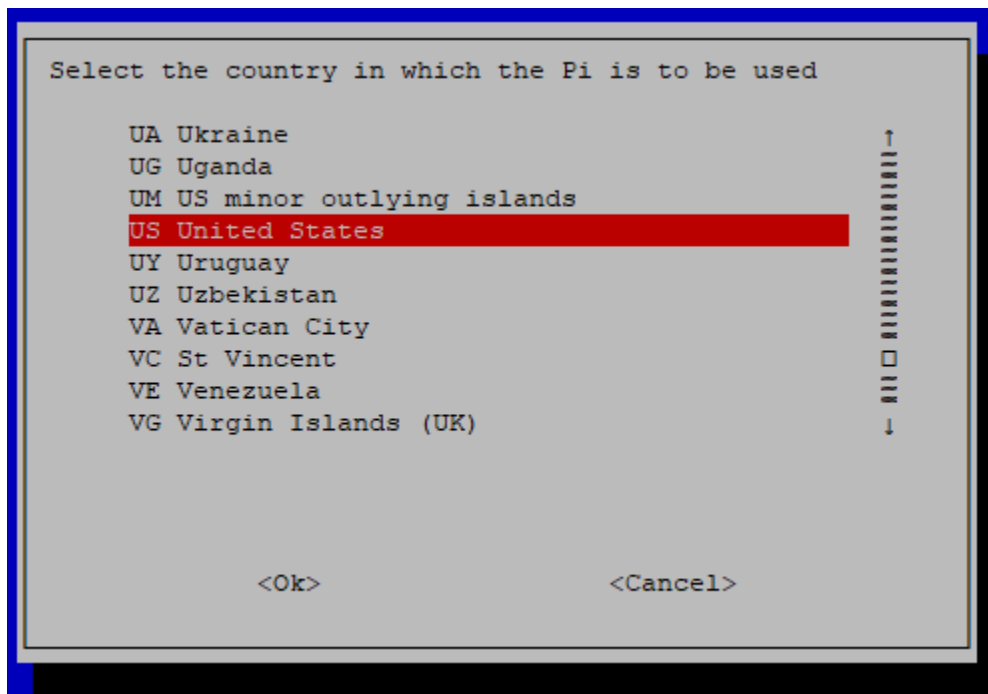 Select the country in which the Pi is to be used
UA Ukraine
UG Uganda
UM US minor outlying islands
US United States
UY Uruguay
UZ Uzbekistan
VA Vatican City
VC St Vincent
VE Venezuela
VG Virgin Islands (UK)
<Ok> <Cancel>